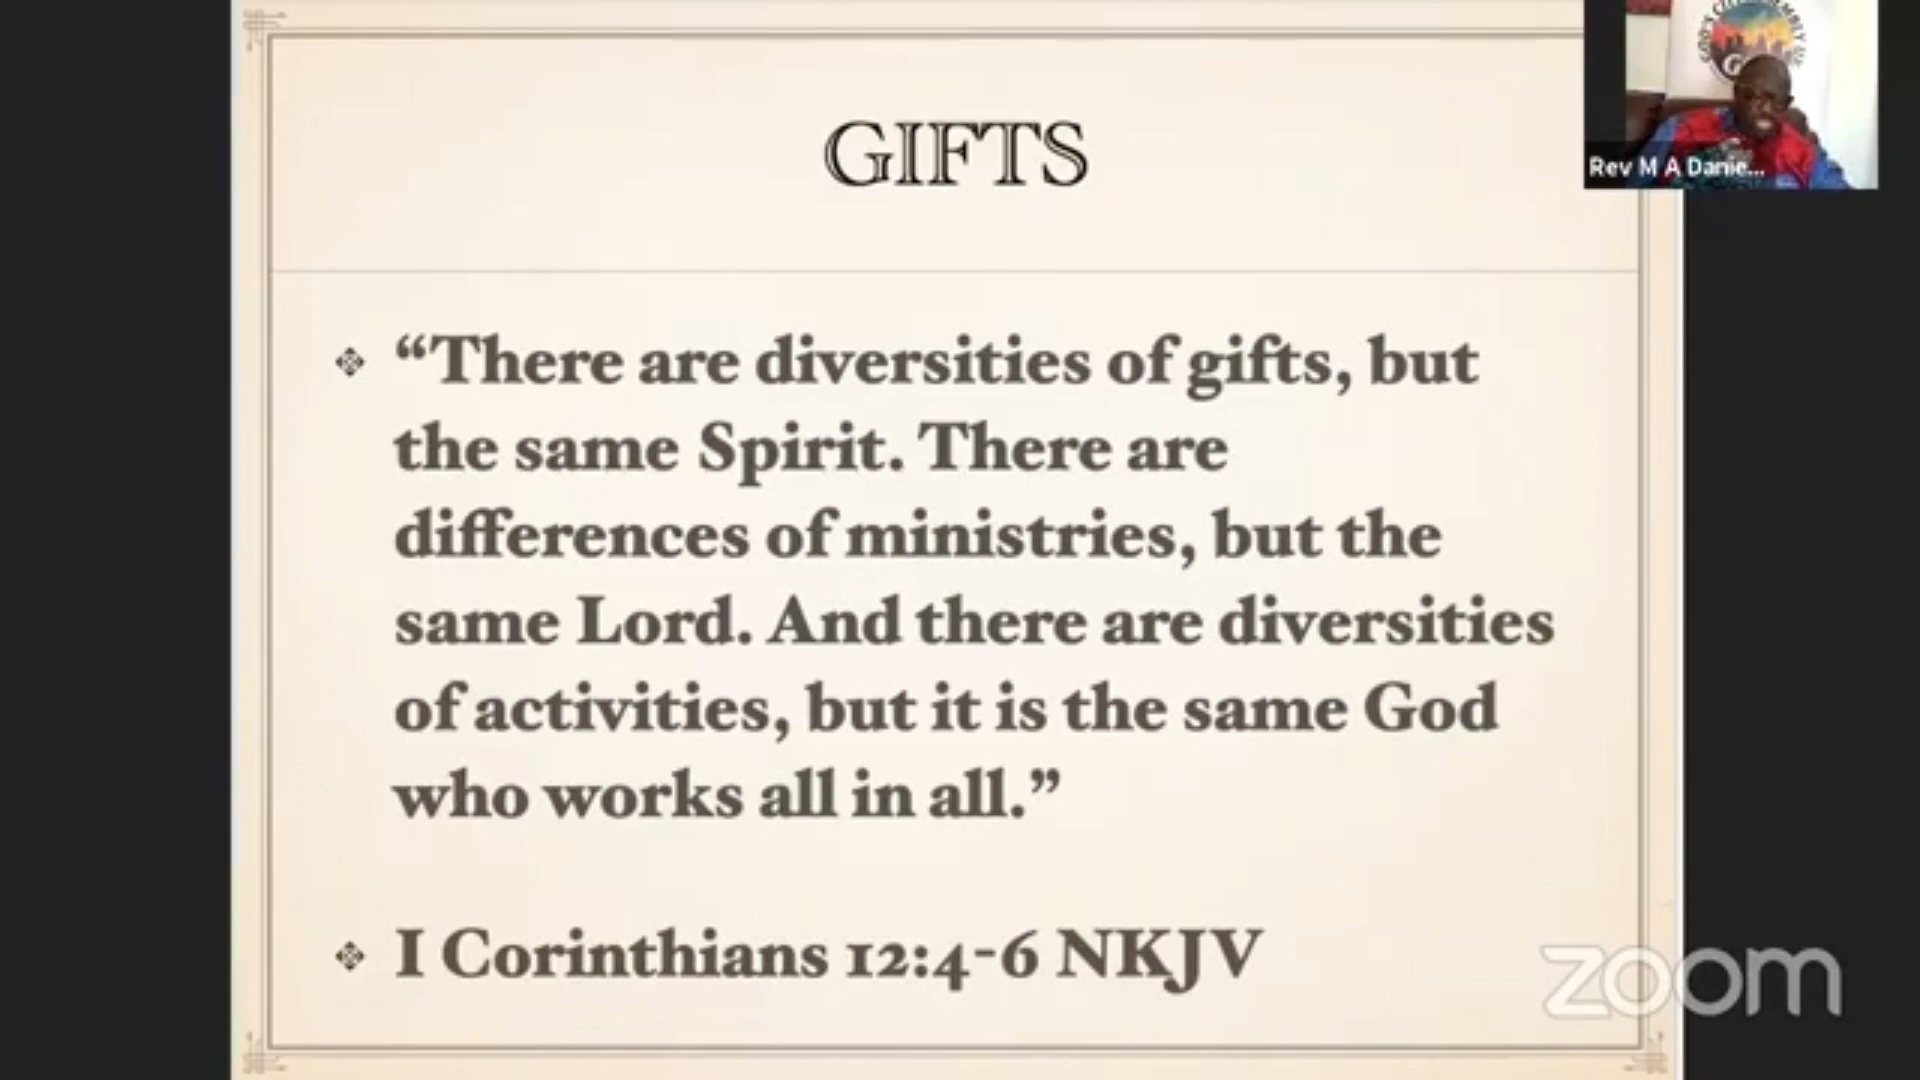 GIFTS
“There are diversities of gifts, but
the same Spirit. There are
differences of ministries, but the
same Lord. And there are diversities
of activities, but it is the same God
who works all in all.”
I Corinthians 12:4-6 NKJV
Rev M A Danie...
zoom